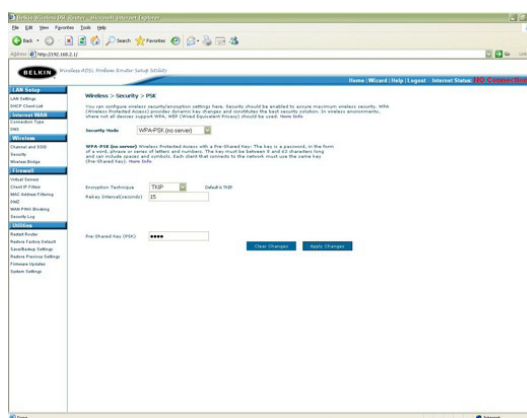 Belkin Wireless DSL Router - Microsoft Internet Explorer
File Edit View Favorites Tools Help
Back Search Favorites
Address http://192.168.2.1/ Go
BELKIN Wireless ADSL Modem Router Setup Utility
Home | Wizard | Help | Logout Internet Status: NO Connection
LAN Setup
LAN Settings
DHCP Client List
Internet WAN
Connection Type
DNS
Wireless
Channel and SSID
Security
Wireless Bridge
Firewall
Virtual Servers
Client IP Filters
MAC Address Filtering
DMZ
WAN PING Blocking
Security Log
Utilities
Restart Router
Restore Factory Default
Save/Backup Settings
Restore Previous Settings
Firmware Updates
System Settings
Wireless > Security > PSK
You can configure wireless security/encryption settings here. Security should be enabled to assure maximum wireless security. WPA
(Wireless Protected Access) provides dynamic key changes and constitutes the best security solution. In wireless environments,
where not all devices support WPA, WEP (Wired Equivalent Privacy) should be used. More Info
Security Mode WPA-PSK (no server)
WPA-PSK (no server) Wireless Protected Access with a Pre-Shared Key: The key is a password, in the form
of a word, phrase or series of letters and numbers. The key must be between 8 and 63 characters long
and can include spaces and symbols. Each client that connects to the network must use the same key
(Pre-Shared Key). More Info
Encryption Technique TKIP Default is TKIP
Rekey Interval(seconds) 15
Pre-Shared Key (PSK) ●●●●
Clear Changes Apply Changes
Internet